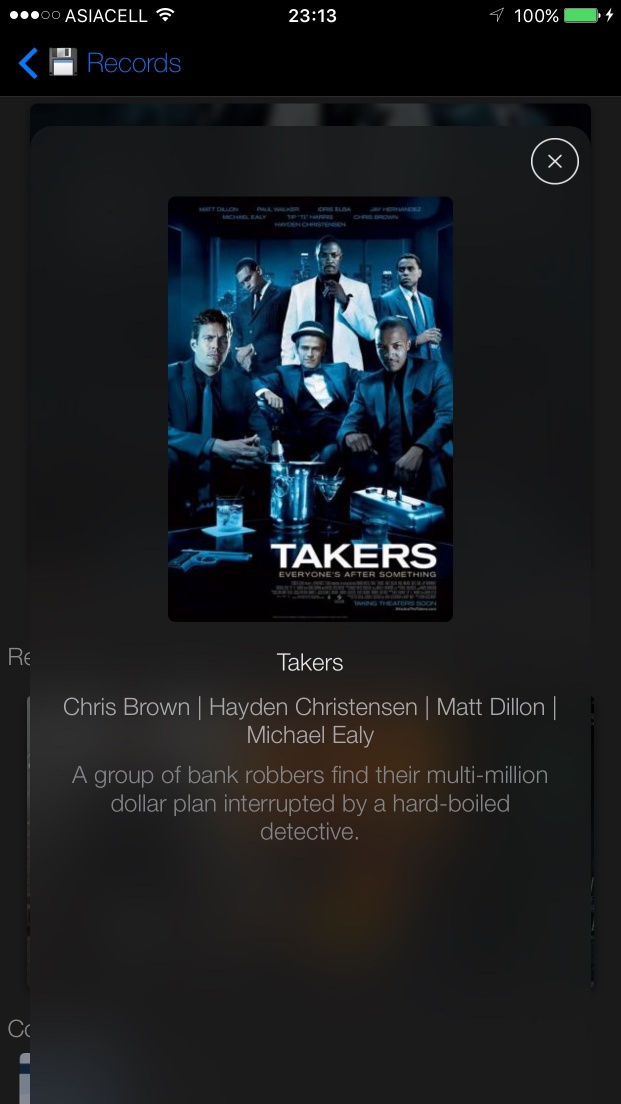 ASIACELL 23:13 100%
Records
MATT DILLON PAUL WALKER IDRIS ELBA JAY HERNANDEZ
MICHAEL EALY TIP "T.I." HARRIS CHRIS BROWN
HAYDEN CHRISTENSEN
TAKERS
EVERYONE'S AFTER SOMETHING
TAKING THEATERS SOON
Takers
Re
Chris Brown | Hayden Christensen | Matt Dillon |
Michael Ealy
A group of bank robbers find their multi-million
dollar plan interrupted by a hard-boiled
detective.
Co